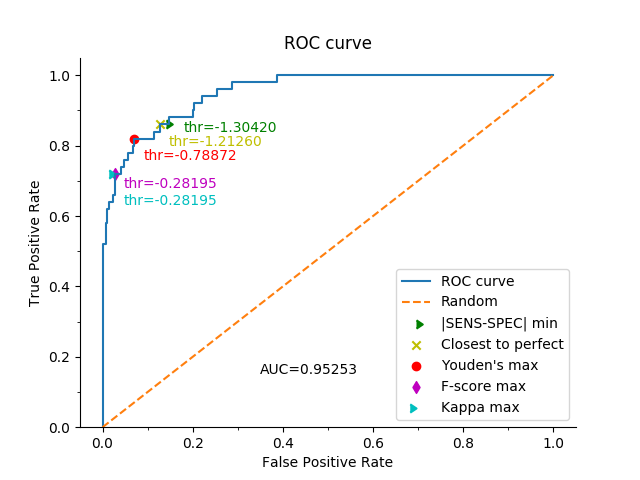 ROC curve
1.0
0.8
0.6
0.4
0.2
0.0
True Positive Rate
thr=-1.30420
thr=-1.21260
thr=-0.78872
thr=-0.28195
thr=-0.28195
AUC=0.95253
ROC curve
Random
|SENS-SPEC| min
Closest to perfect
Youden's max
F-score max
Kappa max
0.0 0.2 0.4 0.6 0.8 1.0
False Positive Rate